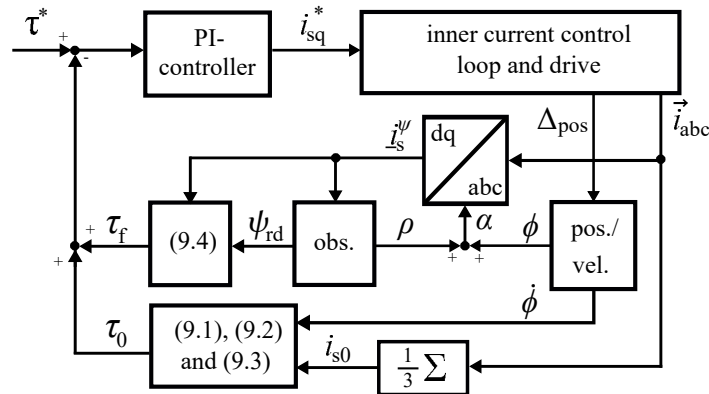 τ*
+
-
PI-
controller
i*sq
inner current control
loop and drive
Δpos
i⃗abc
i_s^ψ
dq
abc
τf
+
+
(9.4)
ψrd
obs.
ρ
+
α
+
ϕ
pos./
vel.
ϕ̇
τ0
(9.1), (9.2)
and (9.3)
is0
1/3 Σ